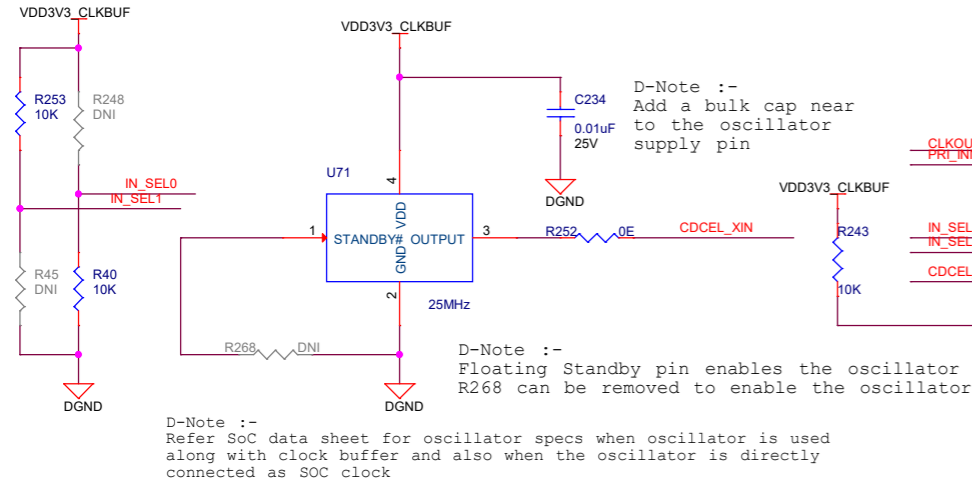 VDD3V3_CLKBUF
R253
10K
R248
DNI
IN_SEL0
IN_SEL1
R45
DNI
R40
10K
DGND
VDD3V3_CLKBUF
C234
0.01uF
25V
DGND
D-Note :-
Add a bulk cap near
to the oscillator
supply pin
U71
4
VDD
1
STANDBY#
OUTPUT
3
GND
2
25MHz
R252
0E
CDCEL_XIN
R268
DNI
DGND
VDD3V3_CLKBUF
R243
10K
CLKOU
IN_SEL
IN_SEL
CDCEL
D-Note :-
Floating Standby pin enables the oscillator
R268 can be removed to enable the oscillator
D-Note :-
Refer SoC data sheet for oscillator specs when oscillator is used
along with clock buffer and also when the oscillator is directly
connected as SOC clock